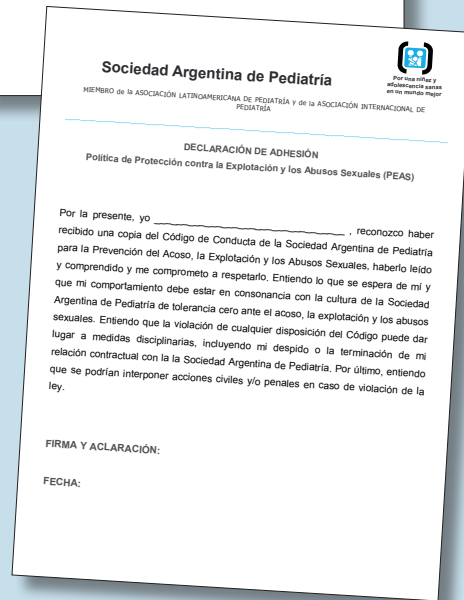 Por una niñez y
adolescencia sanas
en un mundo mejor
Sociedad Argentina de Pediatría
MIEMBRO de la ASOCIACIÓN LATINOAMERICANA DE PEDIATRÍA y de la ASOCIACIÓN INTERNACIONAL DE
PEDIATRÍA
DECLARACIÓN DE ADHESIÓN
Política de Protección contra la Explotación y los Abusos Sexuales (PEAS)
Por la presente, yo ________________________________ , reconozco haber
recibido una copia del Código de Conducta de la Sociedad Argentina de Pediatría
para la Prevención del Acoso, la Explotación y los Abusos Sexuales, haberlo leído
y comprendido y me comprometo a respetarlo. Entiendo lo que se espera de mí y
que mi comportamiento debe estar en consonancia con la cultura de la Sociedad
Argentina de Pediatría de tolerancia cero ante el acoso, la explotación y los abusos
sexuales. Entiendo que la violación de cualquier disposición del Código puede dar
lugar a medidas disciplinarias, incluyendo mi despido o la terminación de mi
relación contractual con la la Sociedad Argentina de Pediatría. Por último, entiendo
que se podrían interponer acciones civiles y/o penales en caso de violación de la
ley.
FIRMA Y ACLARACIÓN:
FECHA: